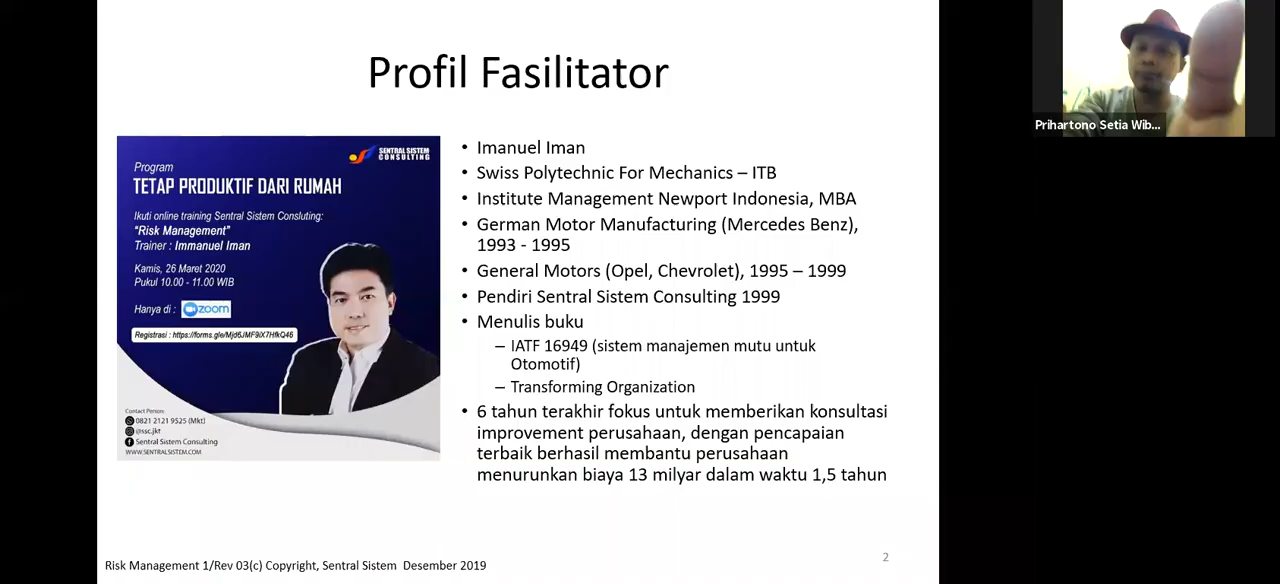 Profil Fasilitator
SENTRAL SISTEM
CONSULTING
Program
TETAP PRODUKTIF DARI RUMAH
Ikuti online training Sentral Sistem Consluting:
"Risk Management"
Trainer : Immanuel Iman
Kamis, 26 Maret 2020
Pukul 10.00 - 11.00 WIB
Hanya di : zoom
Registrasi : https://forms.gle/Mjd6JMF9iX7HfkQ46
Contact Person:
0821 2121 9525 (Mkt)
@ssc.jkt
Sentral Sistem Consulting
WWW.SENTRALSISTEM.COM
• Imanuel Iman
• Swiss Polytechnic For Mechanics – ITB
• Institute Management Newport Indonesia, MBA
• German Motor Manufacturing (Mercedes Benz),
1993 - 1995
• General Motors (Opel, Chevrolet), 1995 – 1999
• Pendiri Sentral Sistem Consulting 1999
• Menulis buku
– IATF 16949 (sistem manajemen mutu untuk
Otomotif)
– Transforming Organization
• 6 tahun terakhir fokus untuk memberikan konsultasi
improvement perusahaan, dengan pencapaian
terbaik berhasil membantu perusahaan
menurunkan biaya 13 milyar dalam waktu 1,5 tahun
Risk Management 1/Rev 03(c) Copyright, Sentral Sistem Desember 2019
2
Prihartono Setia Wib...